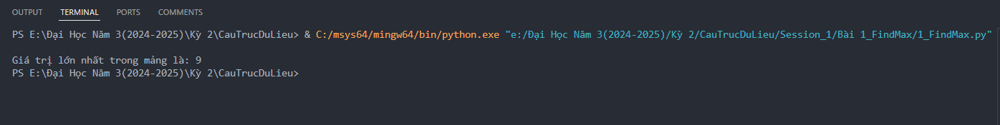 OUTPUT TERMINAL PORTS COMMENTS
PS E:\Đại Học Năm 3(2024-2025)\Kỳ 2\CauTrucDuLieu> & C:/msys64/mingw64/bin/python.exe "e:/Đại Học Năm 3(2024-2025)/Kỳ 2/CauTrucDuLieu/Session_1/Bài 1_FindMax/1_FindMax.py"
Giá trị lớn nhất trong mảng là: 9
PS E:\Đại Học Năm 3(2024-2025)\Kỳ 2\CauTrucDuLieu>